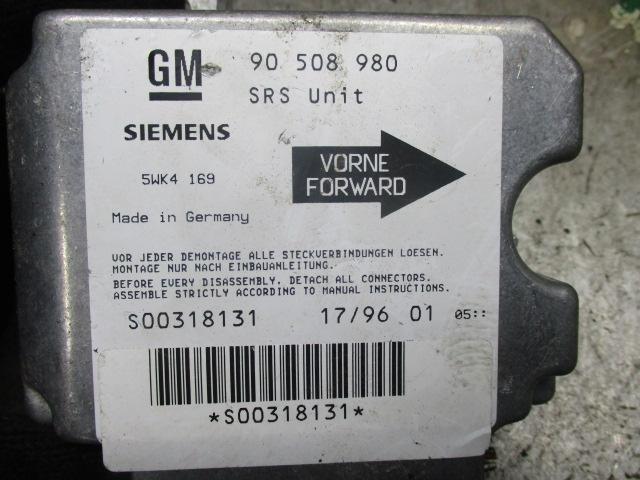 GM 90 508 980
SRS Unit
SIEMENS
5WK4 169
VORNE
FORWARD
Made in Germany
VOR JEDER DEMONTAGE ALLE STECKVERBINDUNGEN LOESEN.
MONTAGE NUR NACH EINBAUANLEITUNG.
BEFORE EVERY DISASSEMBLY, DETACH ALL CONNECTORS.
ASSEMBLE STRICTLY ACCORDING TO MANUAL INSTRUCTIONS.
S00318131 17/96 01 05::
*S00318131*